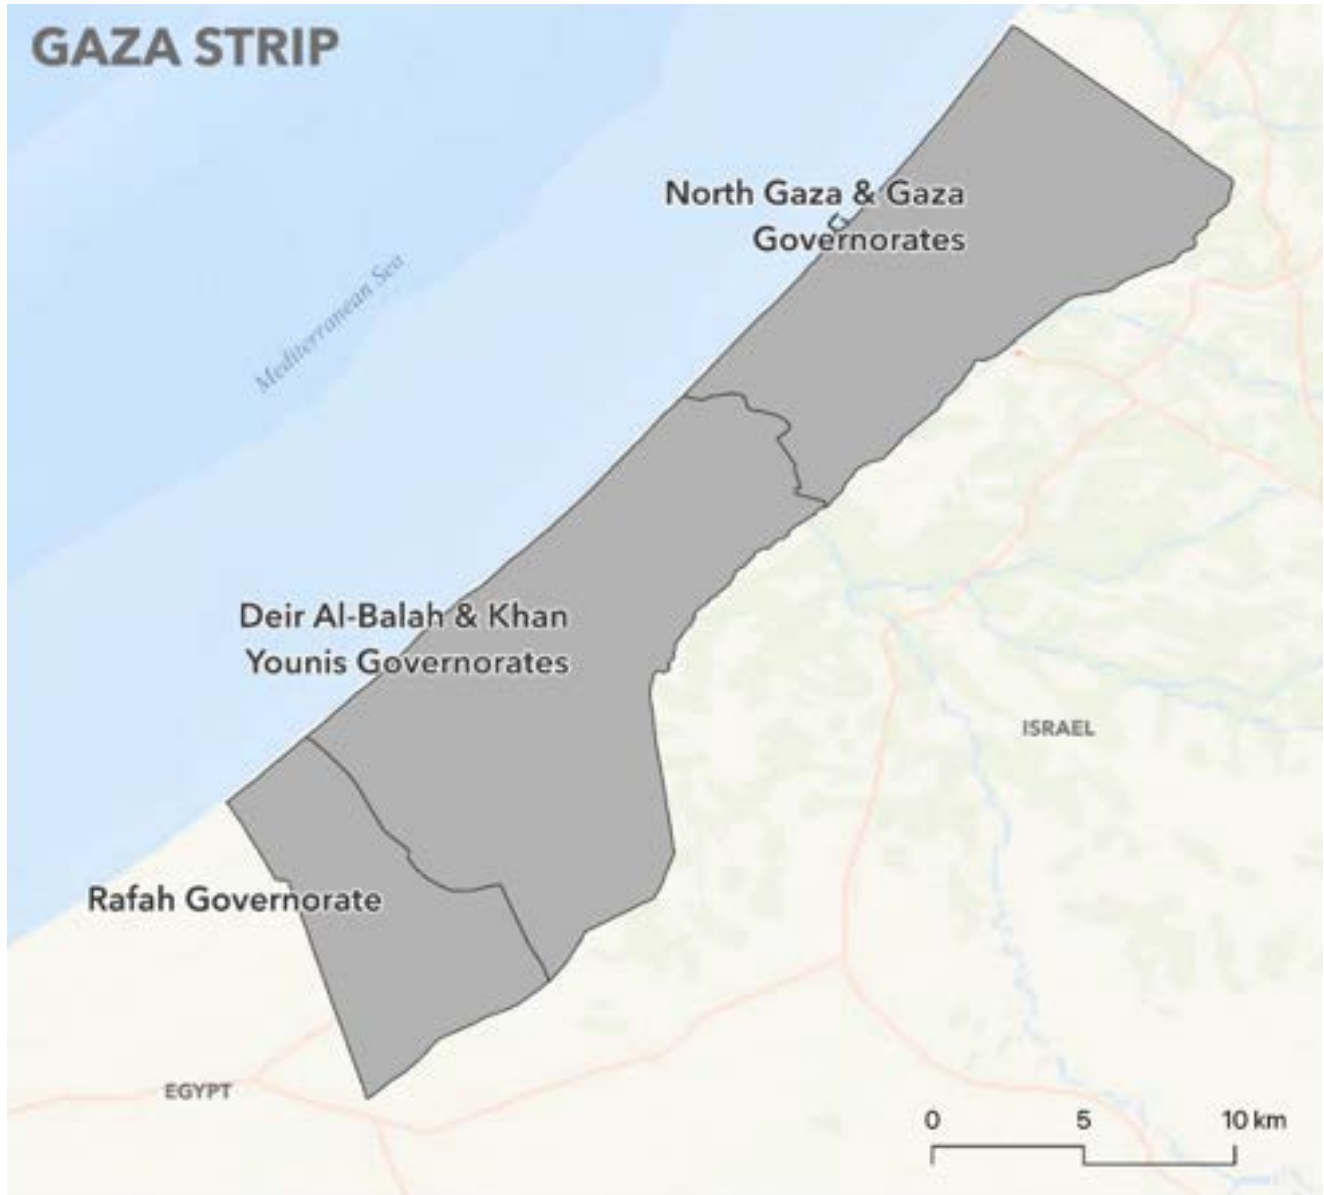 GAZA STRIP
North Gaza & Gaza
Governorates
Mediterranean Sea
Deir Al-Balah & Khan
Younis Governorates
ISRAEL
Rafah Governorate
EGYPT
0 5 10 km